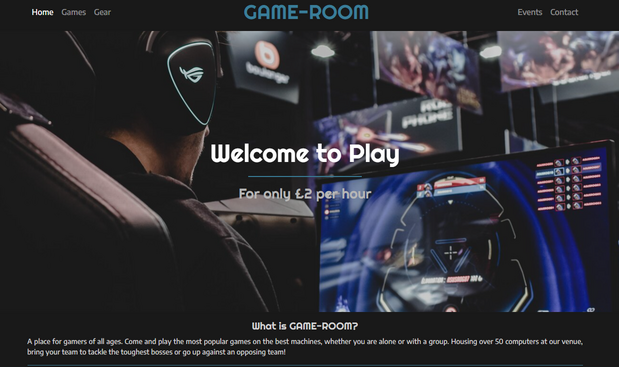 Home Games Gear GAME-ROOM Events Contact
boulanger
ROG
PHONE
Welcome to Play
For only £2 per hour
What is GAME-ROOM?
A place for gamers of all ages. Come and play the most popular games on the best machines, whether you are alone or with a group. Housing over 50 computers at our venue,
bring your team to tackle the toughest bosses or go up against an opposing team!